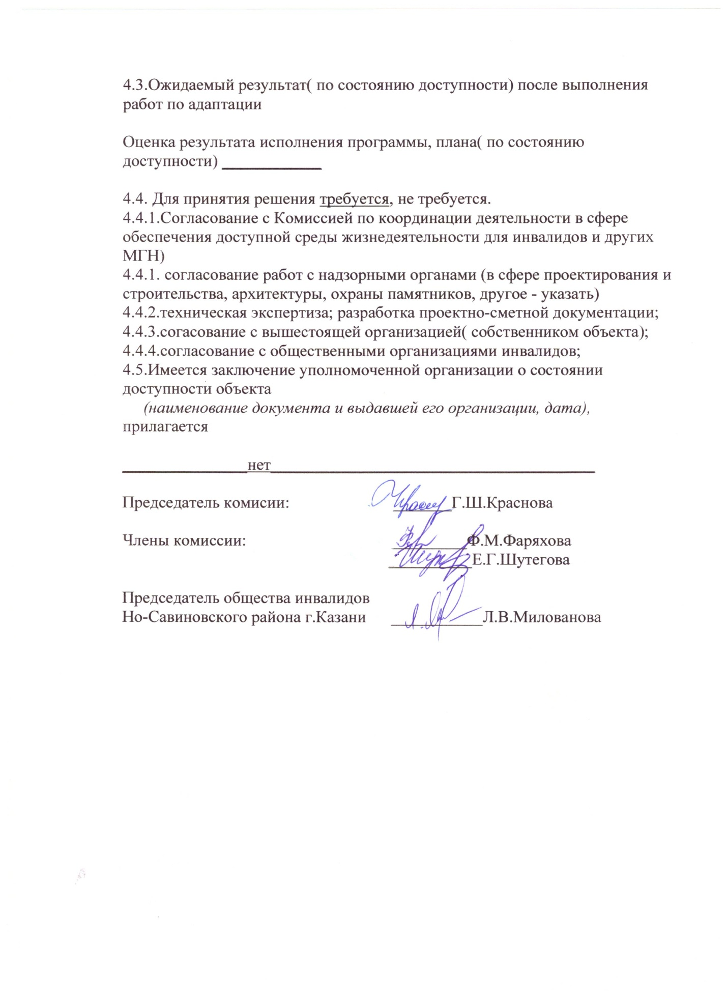 4.3.Ожидаемый результат( по состоянию доступности) после выполнения
работ по адаптации
Оценка результата исполнения программы, плана( по состоянию
доступности) ____________
4.4. Для принятия решения требуется, не требуется.
4.4.1.Согласование с Комиссией по координации деятельности в сфере
обеспечения доступной среды жизнедеятельности для инвалидов и других
МГН)
4.4.1. согласование работ с надзорными органами (в сфере проектирования и
строительства, архитектуры, охраны памятников, другое - указать)
4.4.2.техническая экспертиза; разработка проектно-сметной документации;
4.4.3.согасование с вышестоящей организацией( собственником объекта);
4.4.4.согласование с общественными организациями инвалидов;
4.5.Имеется заключение уполномоченной организации о состоянии
доступности объекта
(наименование документа и выдавшей его организации, дата),
прилагается
_______________нет_______________________________________
Председатель комисии: _______Г.Ш.Краснова
Члены комиссии: _________Ф.М.Фаряхова
__________Е.Г.Шутегова
Председатель общества инвалидов
Но-Савиновского района г.Казани ___________Л.В.Милованова